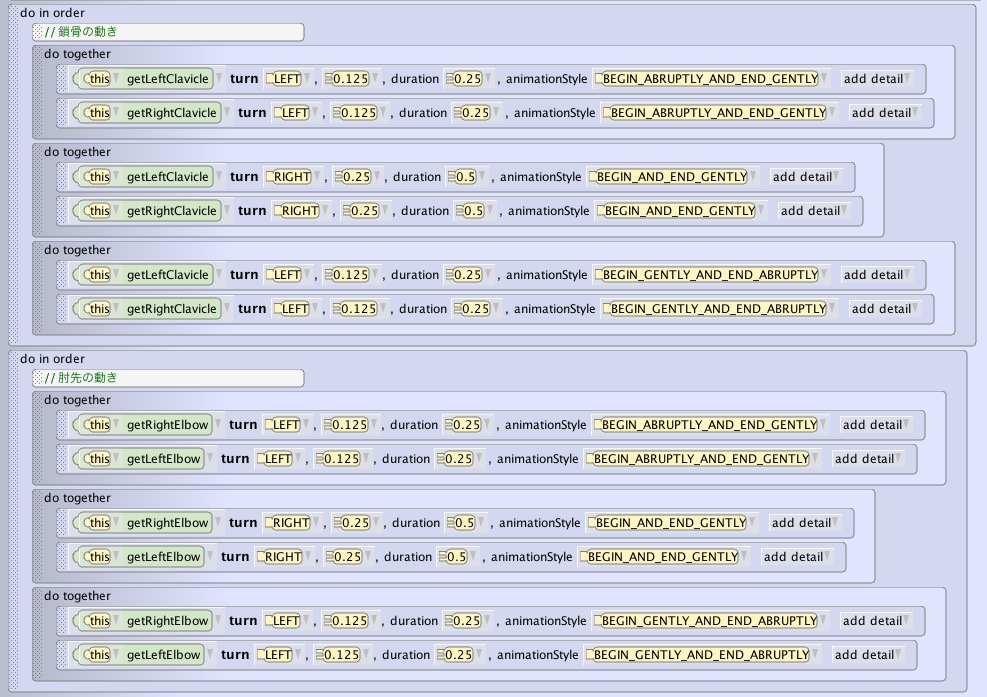 do in order
// 鎖骨の動き
do together
this getLeftClavicle turn LEFT , 0.125 , duration 0.25 , animationStyle BEGIN_ABRUPTLY_AND_END_GENTLY add detail
this getRightClavicle turn LEFT , 0.125 , duration 0.25 , animationStyle BEGIN_ABRUPTLY_AND_END_GENTLY add detail
do together
this getLeftClavicle turn RIGHT , 0.25 , duration 0.5 , animationStyle BEGIN_AND_END_GENTLY add detail
this getRightClavicle turn RIGHT , 0.25 , duration 0.5 , animationStyle BEGIN_AND_END_GENTLY add detail
do together
this getLeftClavicle turn LEFT , 0.125 , duration 0.25 , animationStyle BEGIN_GENTLY_AND_END_ABRUPTLY add detail
this getRightClavicle turn LEFT , 0.125 , duration 0.25 , animationStyle BEGIN_GENTLY_AND_END_ABRUPTLY add detail
do in order
// 肘先の動き
do together
this getRightElbow turn LEFT , 0.125 , duration 0.25 , animationStyle BEGIN_ABRUPTLY_AND_END_GENTLY add detail
this getLeftElbow turn LEFT , 0.125 , duration 0.25 , animationStyle BEGIN_ABRUPTLY_AND_END_GENTLY add detail
do together
this getRightElbow turn RIGHT , 0.25 , duration 0.5 , animationStyle BEGIN_AND_END_GENTLY add detail
this getLeftElbow turn RIGHT , 0.25 , duration 0.5 , animationStyle BEGIN_AND_END_GENTLY add detail
do together
this getRightElbow turn LEFT , 0.125 , duration 0.25 , animationStyle BEGIN_GENTLY_AND_END_ABRUPTLY add detail
this getLeftElbow turn LEFT , 0.125 , duration 0.25 , animationStyle BEGIN_GENTLY_AND_END_ABRUPTLY add detail